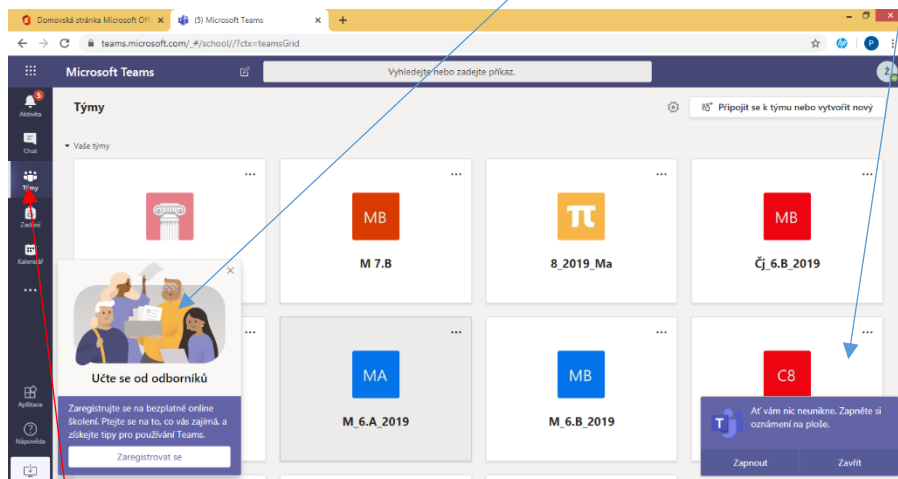 Domovská stránka Microsoft Offi
(5) Microsoft Teams
teams.microsoft.com/_#/school//?ctx=teamsGrid
P
Microsoft Teams
Vyhledejte nebo zadejte příkaz.
Ž
5
Aktivita
Týmy
Připojit se k týmu nebo vytvořit nový
Chat
Vaše týmy
Týmy
Zadání
Kalendář
MB
π
MB
M 7.B
8_2019_Ma
Čj_6.B_2019
MA
MB
C8
M_6.A_2019
M_6.B_2019
Učte se od odborníků
Zaregistrujte se na bezplatné online
školení. Ptejte se na to, co vás zajímá, a
získejte tipy pro používání Teams.
Zaregistrovat se
Aplikace
Nápověda
T
Ať vám nic neunikne. Zapněte si
oznámení na ploše.
Zapnout
Zavřít